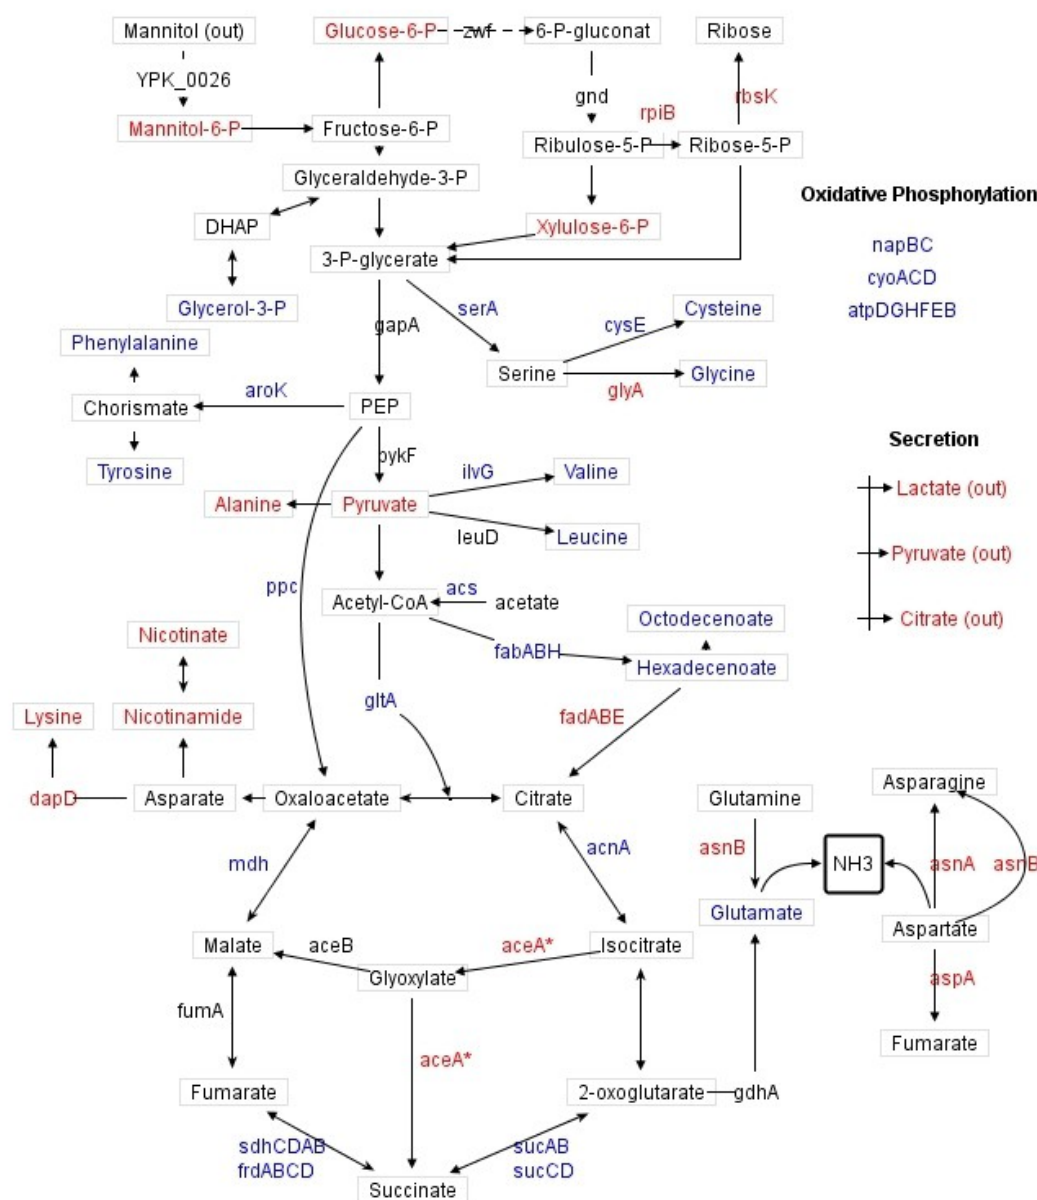 Mannitol (out)
Glucose-6-P
zwf
6-P-gluconat
Ribose
YPK_0026
gnd
rbsK
rpiB
Mannitol-6-P
Fructose-6-P
Ribulose-5-P
Ribose-5-P
Glyceraldehyde-3-P
Oxidative Phosphorylation
DHAP
Xylulose-6-P
napBC
3-P-glycerate
cyoACD
Glycerol-3-P
serA
Cysteine
atpDGHFEB
gapA
cysE
Phenylalanine
Serine
Glycine
aroK
glyA
Chorismate
PEP
Secretion
pykF
Tyrosine
ilvG
Valine
Lactate (out)
Alanine
Pyruvate
leuD
Leucine
Pyruvate (out)
ppc
acs
Acetyl-CoA
acetate
Octodecenoate
Citrate (out)
Nicotinate
fabABH
Hexadecenoate
gltA
Lysine
Nicotinamide
fadABE
dapD
Asparate
Oxaloacetate
Citrate
Glutamine
Asparagine
mdh
acnA
asnB
NH3
asnA
asnB
Glutamate
Malate
aceB
aceA*
Isocitrate
Aspartate
Glyoxylate
aspA
fumA
Fumarate
aceA*
Fumarate
2-oxoglutarate
gdhA
sdhCDAB
sucAB
frdABCD
sucCD
Succinate